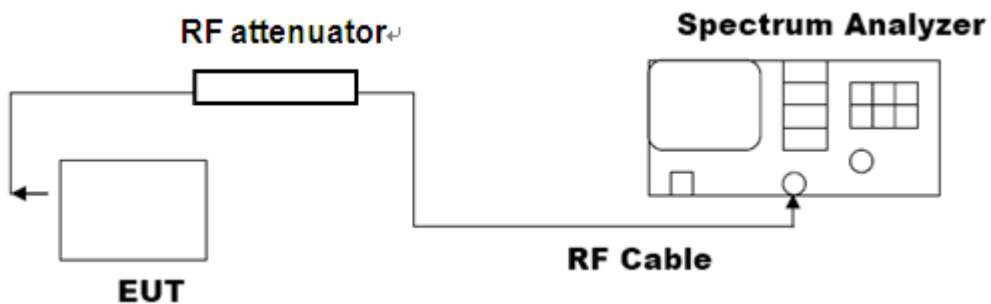 RF attenuator↵
Spectrum Analyzer
RF Cable
EUT